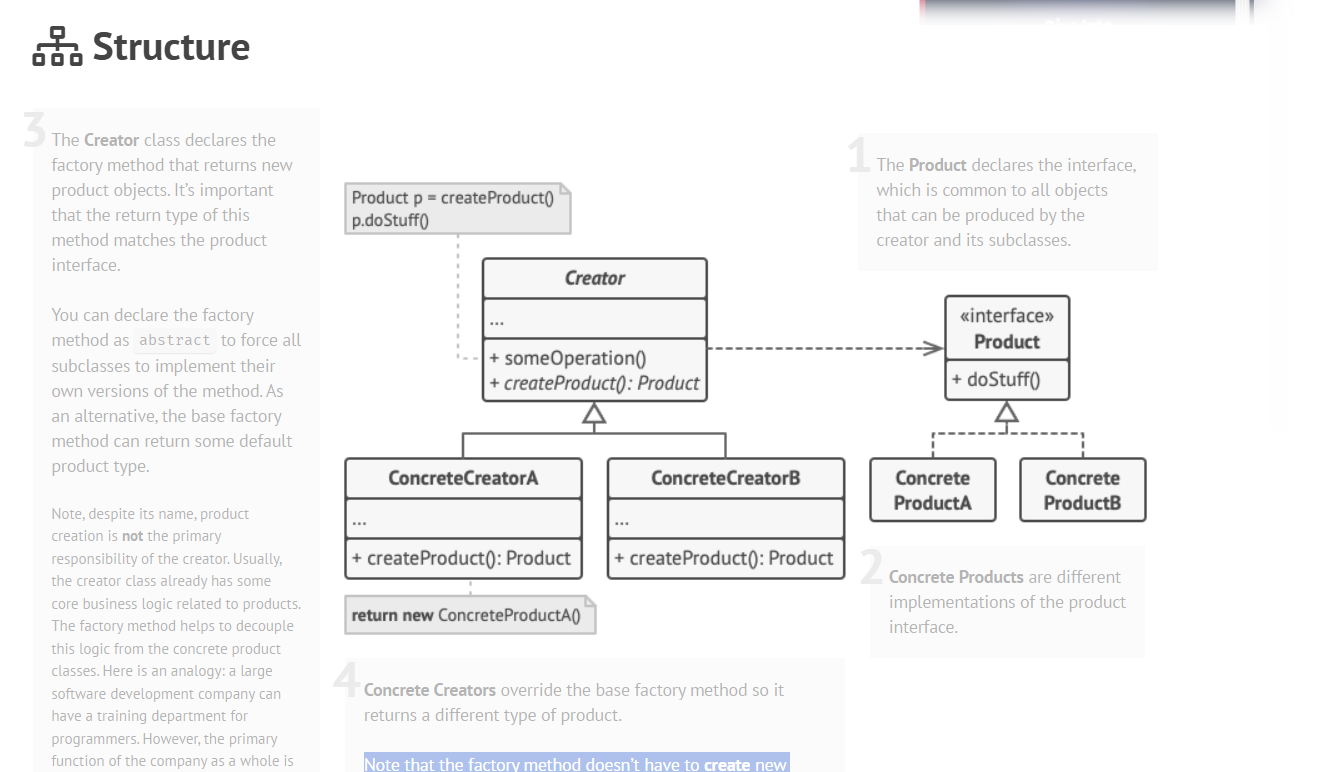 Structure
3
The Creator class declares the
factory method that returns new
product objects. It’s important
that the return type of this
method matches the product
interface.
You can declare the factory
method as abstract to force all
subclasses to implement their
own versions of the method. As
an alternative, the base factory
method can return some default
product type.
Note, despite its name, product
creation is not the primary
responsibility of the creator. Usually,
the creator class already has some
core business logic related to products.
The factory method helps to decouple
this logic from the concrete product
classes. Here is an analogy: a large
software development company can
have a training department for
programmers. However, the primary
function of the company as a whole is
Product p = createProduct()
p.doStuff()
Creator
...
+ someOperation()
+ createProduct(): Product
ConcreteCreatorA
...
+ createProduct(): Product
return new ConcreteProductA()
ConcreteCreatorB
...
+ createProduct(): Product
1
The Product declares the interface,
which is common to all objects
that can be produced by the
creator and its subclasses.
«interface»
Product
+ doStuff()
Concrete
ProductA
Concrete
ProductB
2
Concrete Products are different
implementations of the product
interface.
4
Concrete Creators override the base factory method so it
returns a different type of product.
Note that the factory method doesn’t have to create new